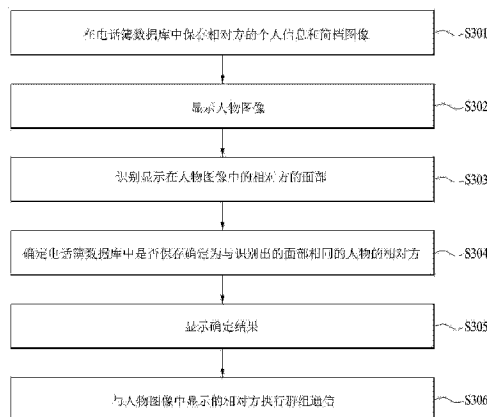 在电话簿数据库中保存相对方的个人信息和简档图像
S301
显示人物图像
S302
识别显示在人物图像中的相对方的面部
S303
确定电话簿数据库中是否保存确定为与识别出的面部相同的人物的相对方
S304
显示确定结果
S305
与人物图像中显示的相对方执行群组通信
S306